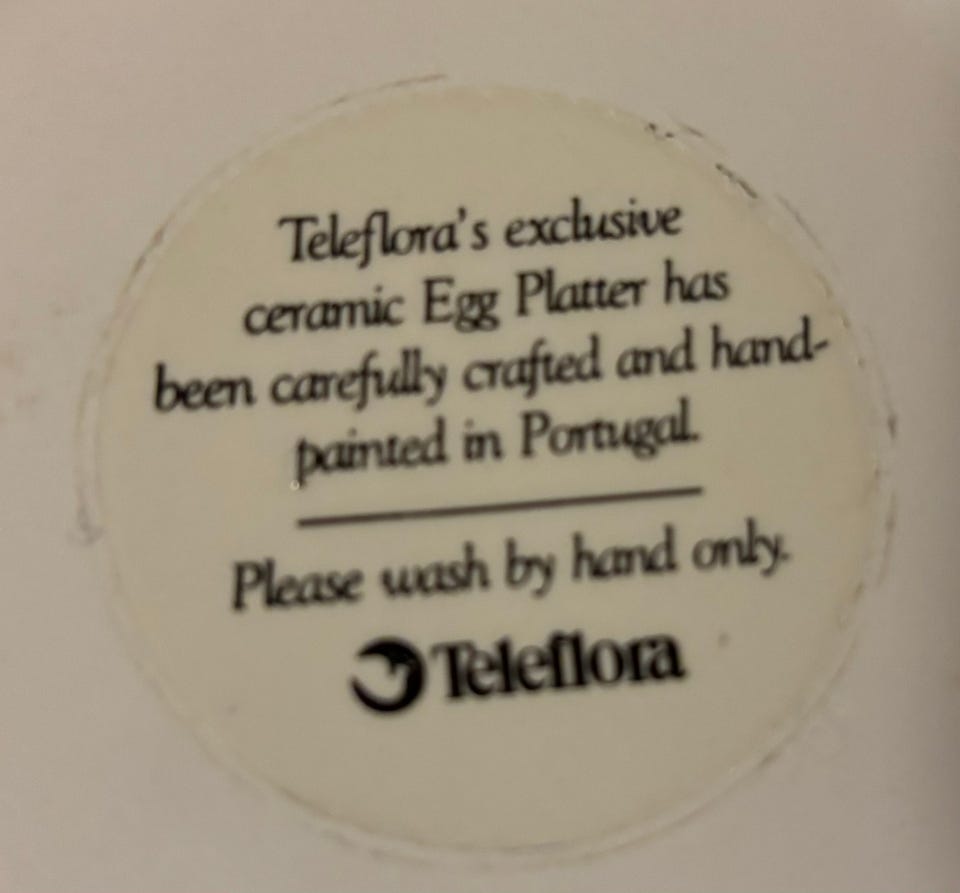 Teleflora's exclusive
ceramic Egg Platter has
been carefully crafted and hand-
painted in Portugal.
Please wash by hand only.
Teleflora